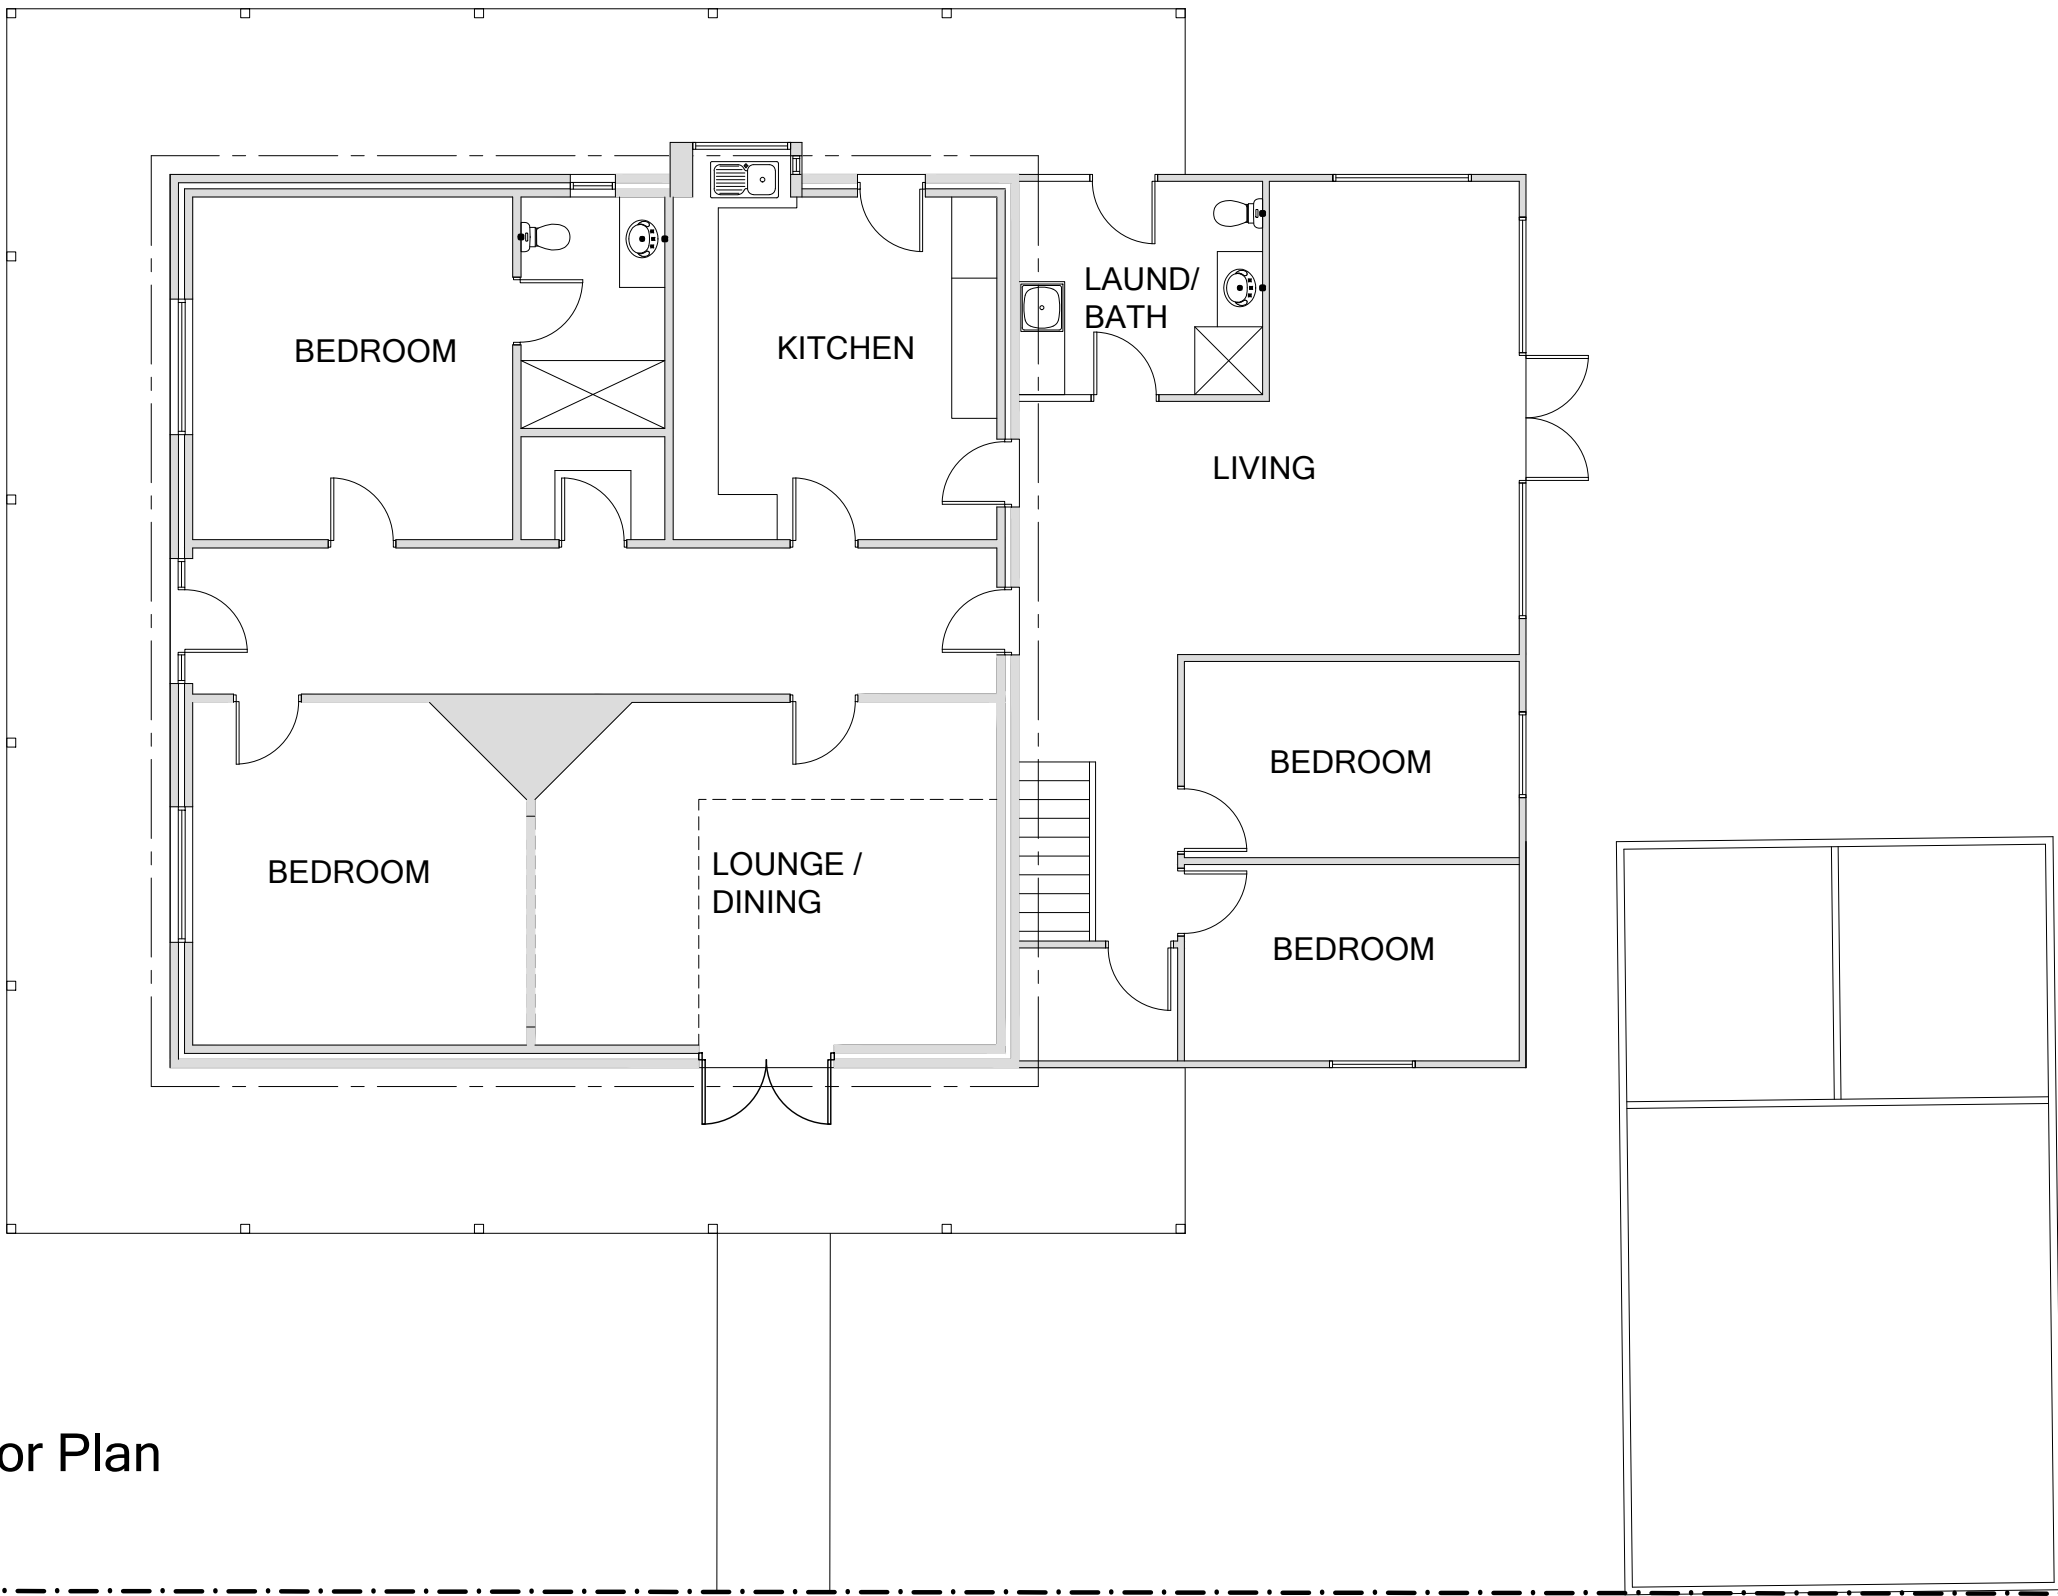 LAUND/
BATH
BEDROOM
KITCHEN
LIVING
BEDROOM
BEDROOM
LOUNGE /
DINING
BEDROOM
or Plan